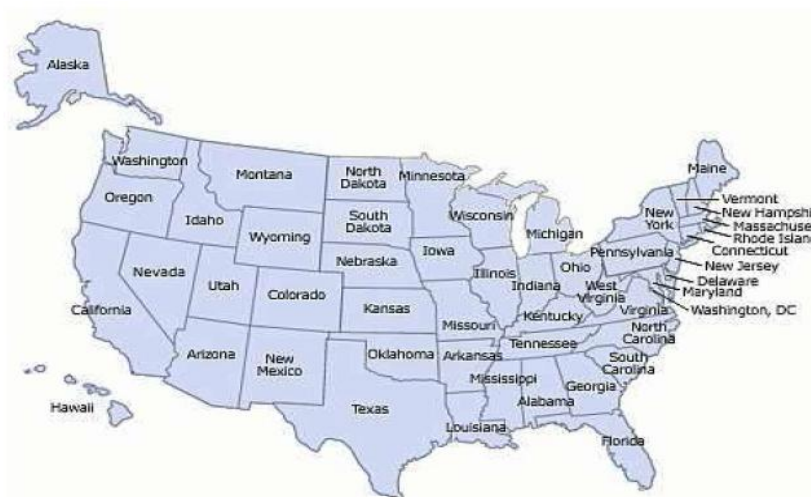 Alaska
Washington
Montana
North
Dakota
Minnesota
Maine
Oregon
Idaho
Wyoming
South
Dakota
Wisconsin
Michigan
New
York
Vermont
New Hampshi
Massachuse
Rhode Islan
Connecticut
New Jersey
Delaware
Maryland
Washington, DC
Nevada
Utah
Colorado
Nebraska
Iowa
Illinois
Indiana
Ohio
Pennsylvania
West
Virginia
Virginia
California
Kansas
Missouri
Kentucky
North
Carolina
Tennessee
South
Carolina
Arizona
New
Mexico
Oklahoma
Arkansas
Mississippi
Alabama
Georgia
Hawaii
Texas
Louisiana
Florida